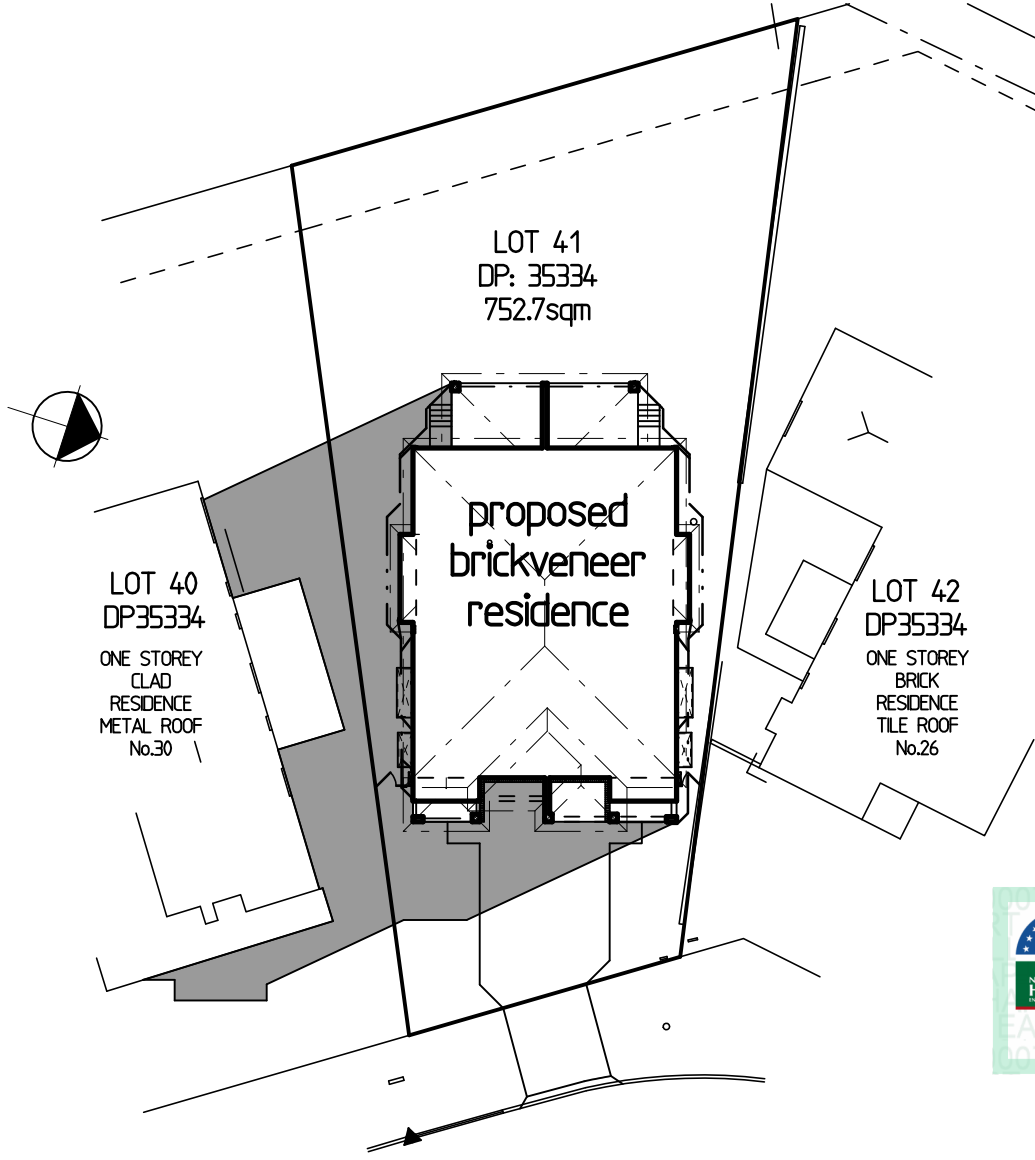 LOT 41
DP: 35334
752.7sqm
proposed
brickveneer
residence
LOT 40
DP35334
ONE STOREY
CLAD
RESIDENCE
METAL ROOF
No.30
LOT 42
DP35334
ONE STOREY
BRICK
RESIDENCE
TILE ROOF
No.26